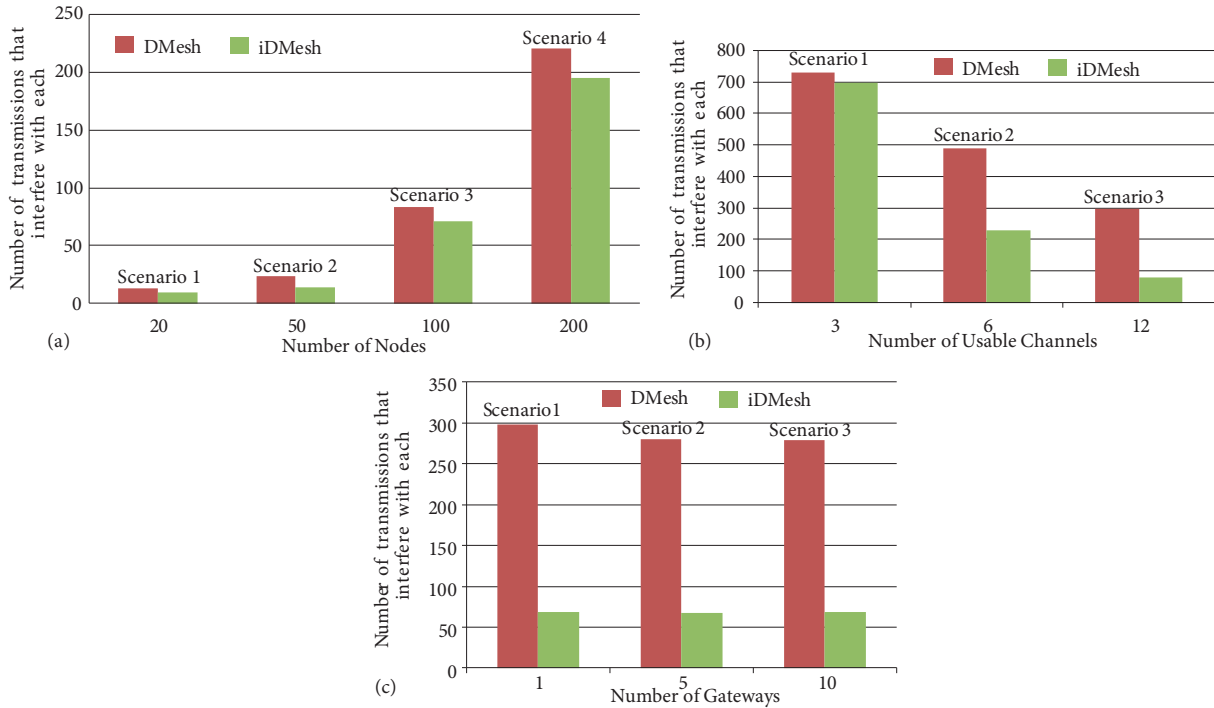 Number of transmissions that
interfere with each
250
200
150
100
50
0
DMesh
iDMesh
Scenario 1
Scenario 2
Scenario 3
Scenario 4
20
50
100
200
Number of Nodes
(a)
Number of transmissions that
interfere with each
800
700
600
500
400
300
200
100
0
DMesh
iDMesh
Scenario 1
Scenario 2
Scenario 3
3
6
12
Number of Usable Channels
(b)
Number of transmissions that
interfere with each
350
300
250
200
150
100
50
0
DMesh
iDMesh
Scenario 1
Scenario 2
Scenario 3
1
5
10
Number of Gateways
(c)